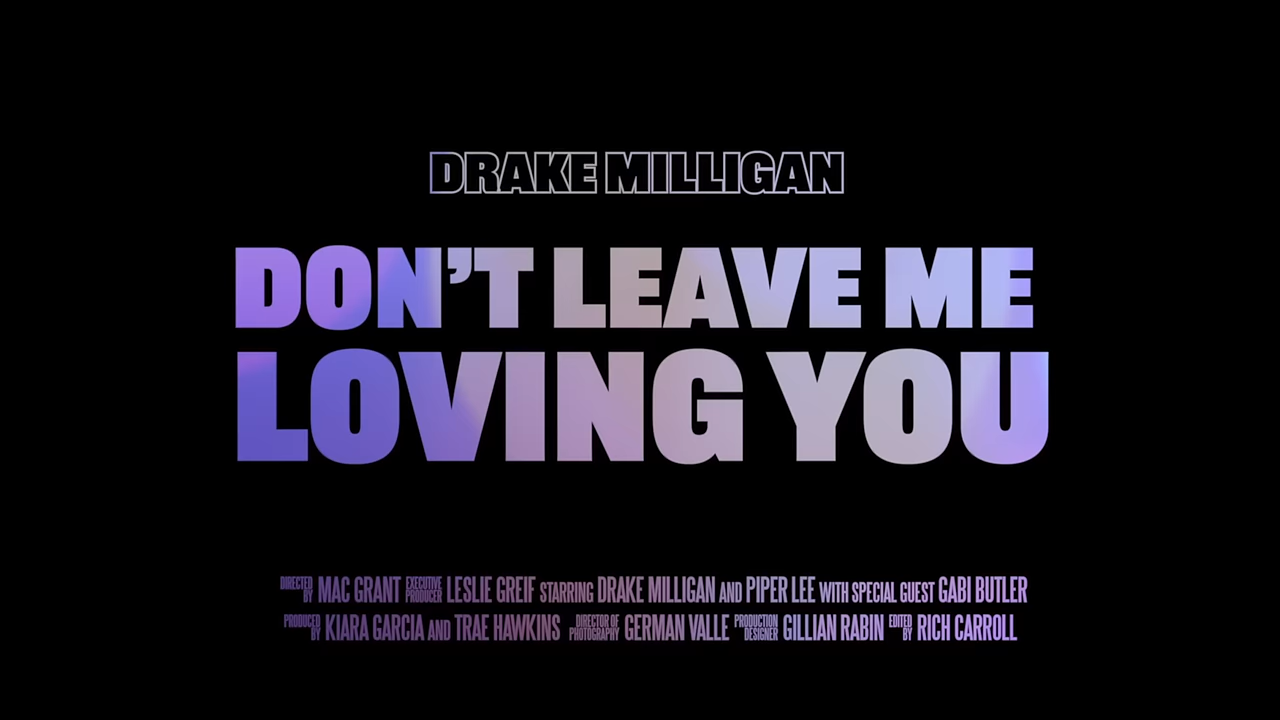 DRAKE MILLIGAN
DON'T LEAVE ME
LOVING YOU
DIRECTED BY MAC GRANT EXECUTIVE PRODUCER LESLIE GREIF STARRING DRAKE MILLIGAN AND PIPER LEE WITH SPECIAL GUEST GABI BUTLER
PRODUCED BY KIARA GARCIA AND TRAE HAWKINS DIRECTOR OF PHOTOGRAPHY GERMAN VALLE PRODUCTION DESIGNER GILLIAN RABIN EDITED BY RICH CARROLL